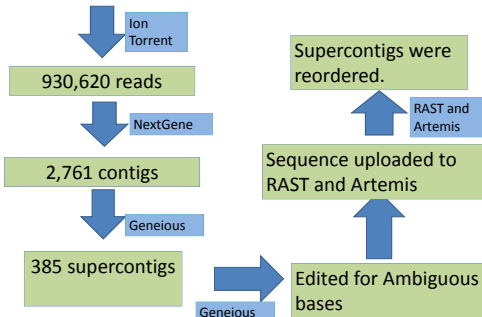 Ion
Torrent
930,620 reads
NextGene
2,761 contigs
Geneious
385 supercontigs
Geneious
Edited for Ambiguous
bases
Sequence uploaded to
RAST and Artemis
RAST and
Artemis
Supercontigs were
reordered.